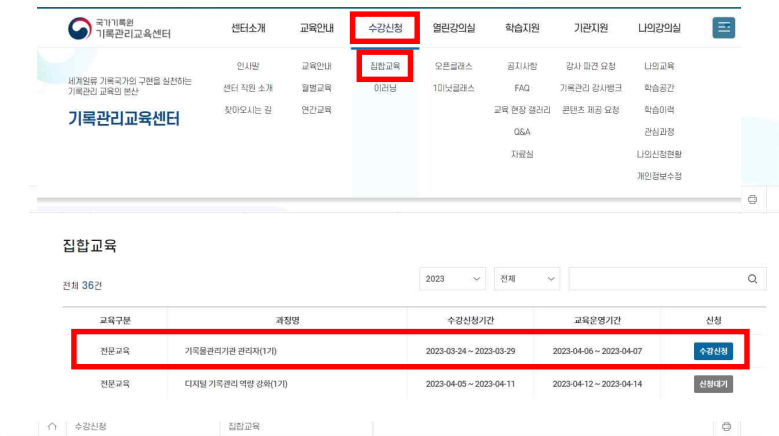 국가기록원
기록관리교육센터
센터소개 교육안내 수강신청 열린강의실 학습지원 기관지원 나의강의실
세계일류 기록국가의 구현을 실천하는
기록관리 교육의 본산
기록관리교육센터
인사말 교육안내 집합교육 오픈클래스 공지사항 강사 파견 요청 나의교육
센터 직원 소개 월별교육 이러닝 1미닛클래스 FAQ 기록관리 강사뱅크 학습공간
찾아오시는 길 연간교육 교육 현장 갤러리 콘텐츠 제공 요청 학습이력
Q&A 관심과정
자료실 나의신청현황
개인정보수정
집합교육
전체 36건
2023 전체
교육구분 과정명 수강신청기간 교육운영기간 신청
전문교육 기록물관리기관 관리자(1기) 2023-03-24 ~ 2023-03-29 2023-04-06 ~ 2023-04-07 수강신청
전문교육 디지털 기록관리 역량 강화(1기) 2023-04-05 ~ 2023-04-11 2023-04-12 ~ 2023-04-14 신청대기
수강신청 집합교육